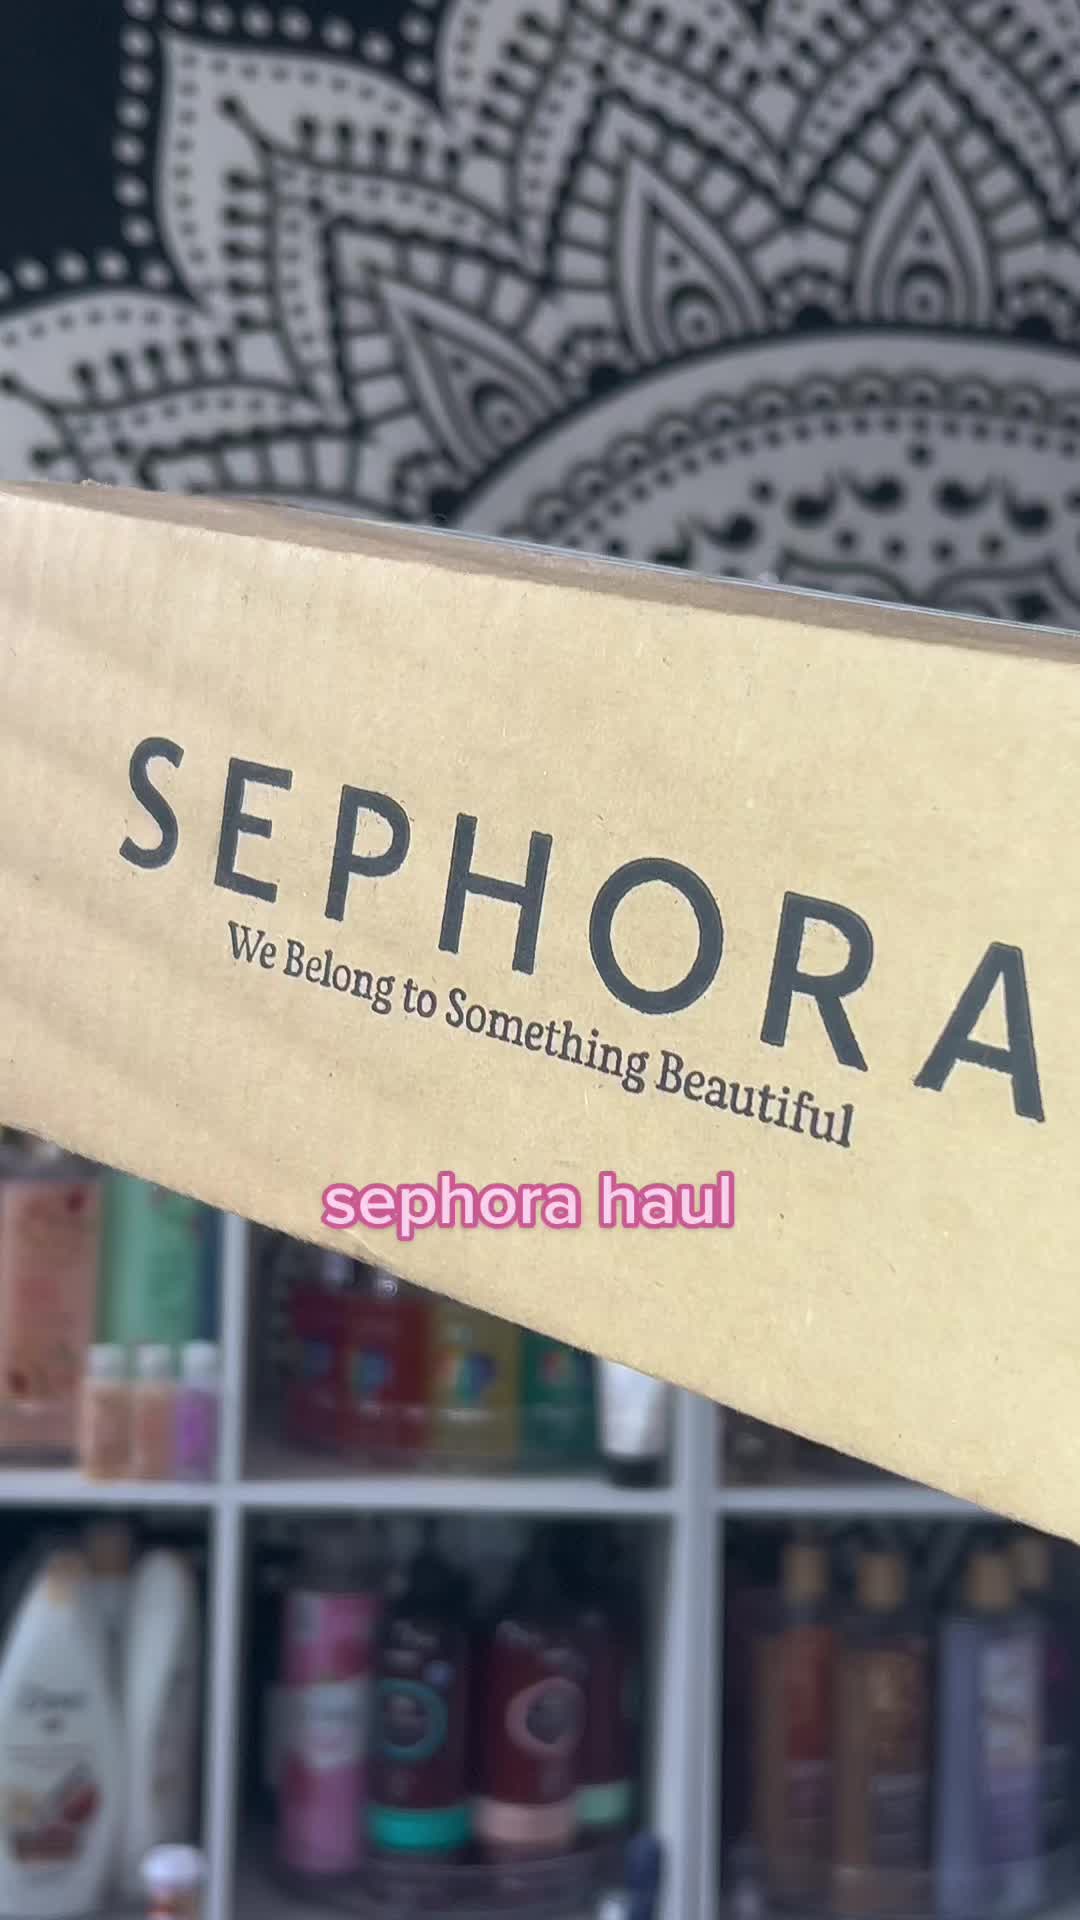 SEPHORA
We Belong to Something Beautiful
sephora haul